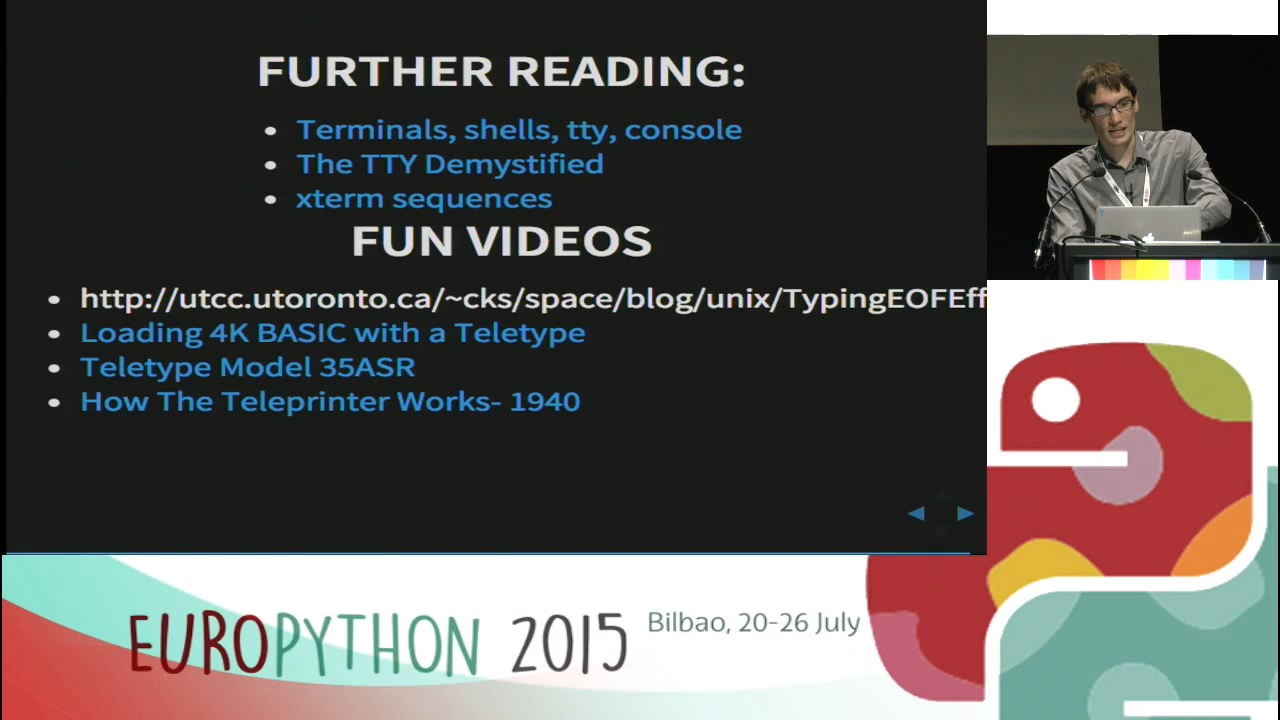 FURTHER READING:
Terminals, shells, tty, console
The TTY Demystified
xterm sequences
FUN VIDEOS
http://utcc.utoronto.ca/~cks/space/blog/unix/TypingEOFEff
Loading 4K BASIC with a Teletype
Teletype Model 35ASR
How The Teleprinter Works- 1940
EUROPYTHON 2015
Bilbao, 20-26 July